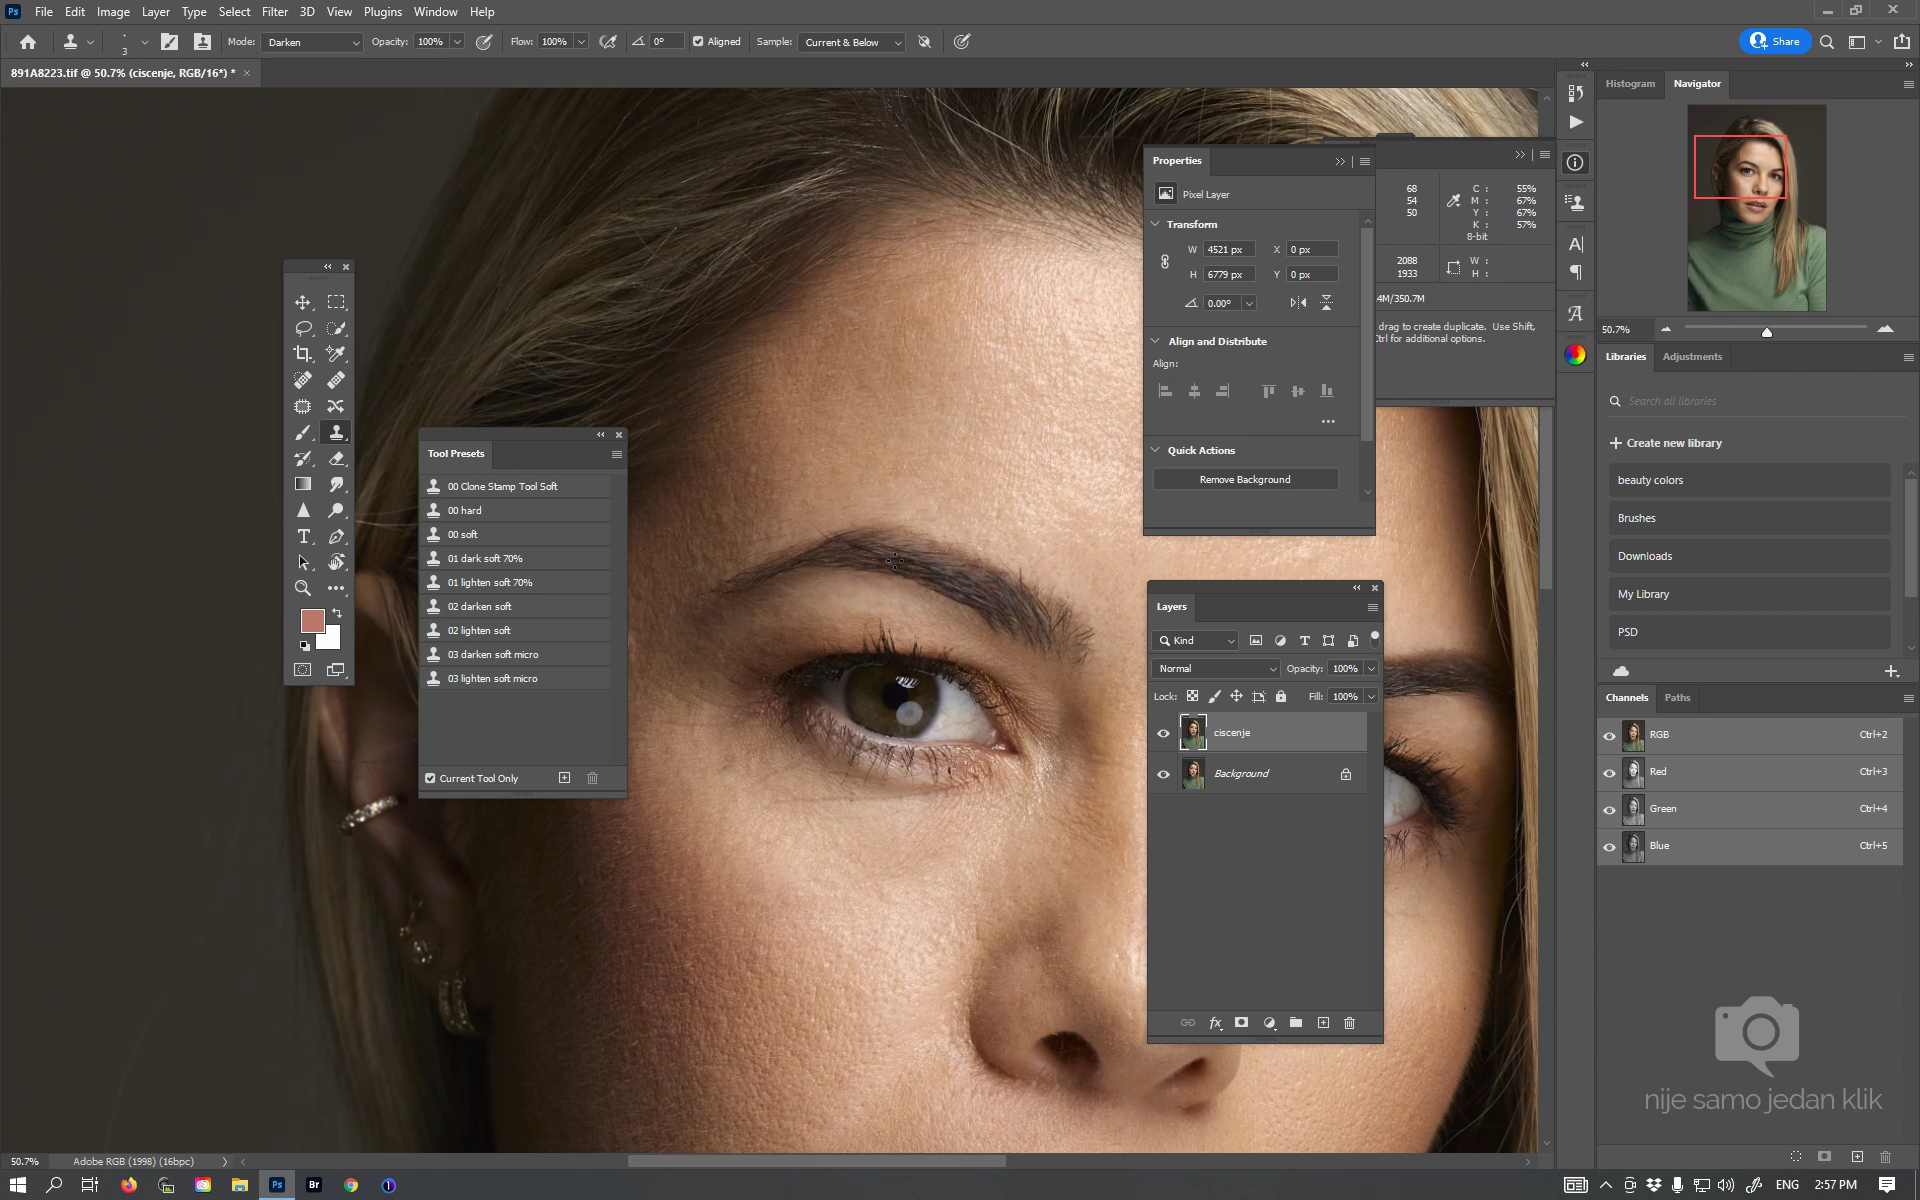 Ps File Edit Image Layer Type Select Filter 3D View Plugins Window Help
3 Mode: Darken Opacity: 100% Flow: 100% 0° Aligned Sample: Current & Below Share
891A8223.tif @ 50.7% (ciscenje, RGB/16*) *
Histogram Navigator
50.7%
Properties
Pixel Layer
Transform
W 4521 px X 0 px
H 6779 px Y 0 px
0.00°
Align and Distribute
Align:
Quick Actions
Remove Background
68 C : 55%
54 M : 67%
50 Y : 67%
K : 57%
8-bit
2088 W :
1933 H :
4M/350.7M
drag to create duplicate. Use Shift,
Ctrl for additional options.
Libraries Adjustments
Search all libraries
Create new library
beauty colors
Brushes
Downloads
My Library
PSD
Tool Presets
00 Clone Stamp Tool Soft
00 hard
00 soft
01 dark soft 70%
01 lighten soft 70%
02 darken soft
02 lighten soft
03 darken soft micro
03 lighten soft micro
Current Tool Only
Layers
Kind
Normal Opacity: 100%
Lock: Fill: 100%
ciscenje
Background
fx
Channels Paths
RGB Ctrl+2
Red Ctrl+3
Green Ctrl+4
Blue Ctrl+5
nije samo jedan klik
50.7% Adobe RGB (1998) (16bpc)
Ps Br ENG 2:57 PM